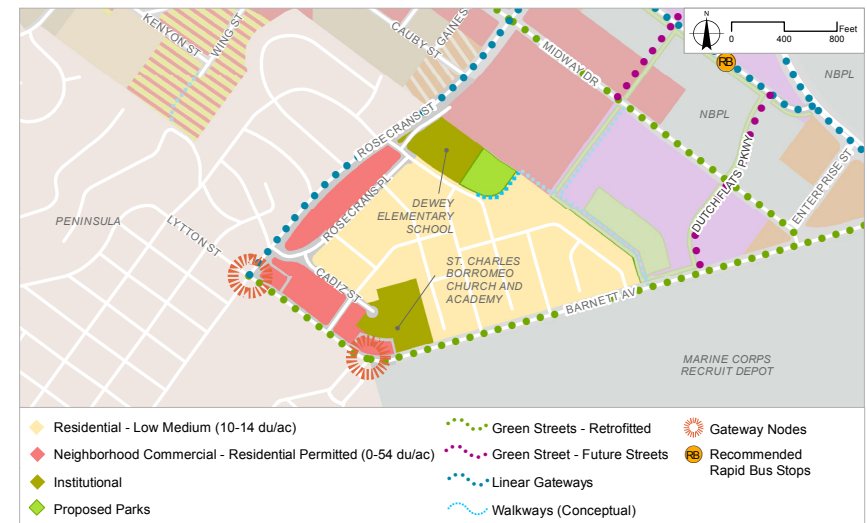 KENYON ST
WING ST
CAUBY ST
GAINES
MIDWAY DR
N
0 400 800 Feet
RB
NBPL
NBPL
ROSECRANS ST
ROSECRANS PL
DUTCH FLATS PKWY
ENTERPRISE ST
PENINSULA
LYTTON ST
DEWEY
ELEMENTARY
SCHOOL
CADIZ ST
ST. CHARLES
BORROMEO
CHURCH AND
ACADEMY
BARNETT AV
MARINE CORPS
RECRUIT DEPOT
Residential - Low Medium (10-14 du/ac)
Neighborhood Commercial - Residential Permitted (0-54 du/ac)
Institutional
Proposed Parks
Green Streets - Retrofitted
Green Street - Future Streets
Linear Gateways
Walkways (Conceptual)
Gateway Nodes
RB Recommended
Rapid Bus Stops